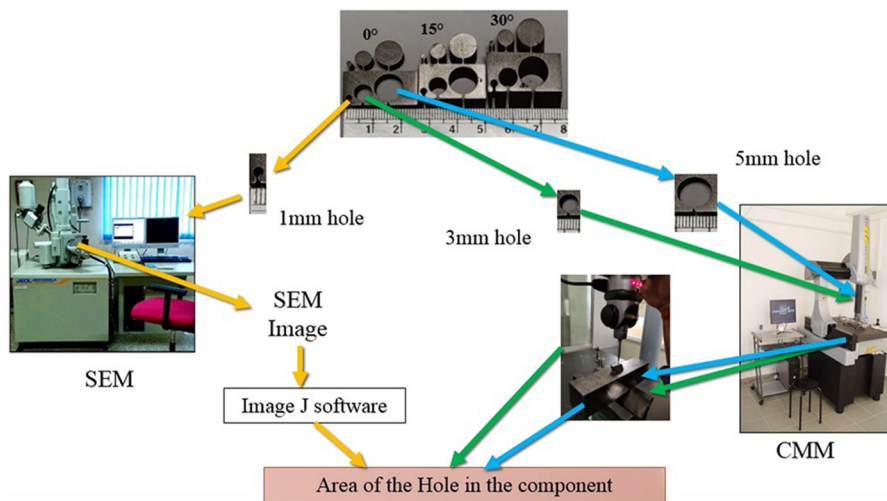 0°
15°
30°
1 2 3 4 5 6 7 8
5mm hole
1mm hole
3mm hole
SEM
Image
SEM
Image J software
CMM
Area of the Hole in the component